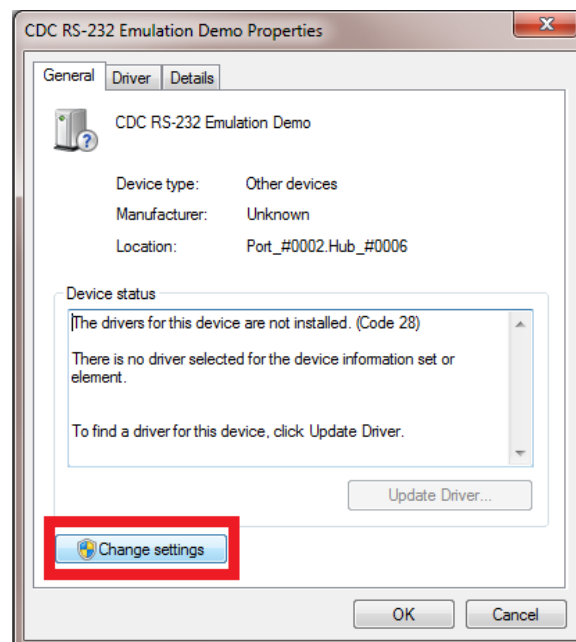 CDC RS-232 Emulation Demo Properties
General Driver Details
CDC RS-232 Emulation Demo
Device type: Other devices
Manufacturer: Unknown
Location: Port_#0002.Hub_#0006
Device status
The drivers for this device are not installed. (Code 28)
There is no driver selected for the device information set or
element.
To find a driver for this device, click Update Driver.
Update Driver...
Change settings
OK Cancel